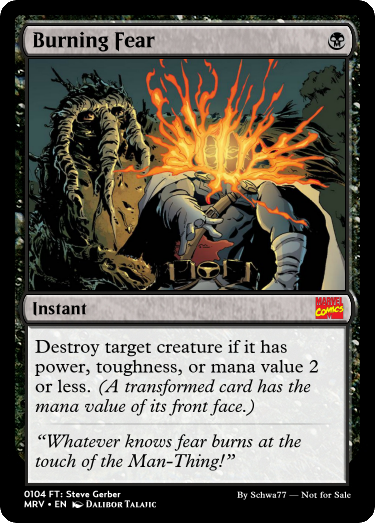 Burning Fear
Instant
MARVEL
COMICS
Destroy target creature if it has
power, toughness, or mana value 2
or less. (A transformed card has the
mana value of its front face.)
“Whatever knows fear burns at the
touch of the Man-Thing!”
0104 FT: Steve Gerber
MRV • EN DALIBOR TALAJIC
By Schwa77 — Not for Sale